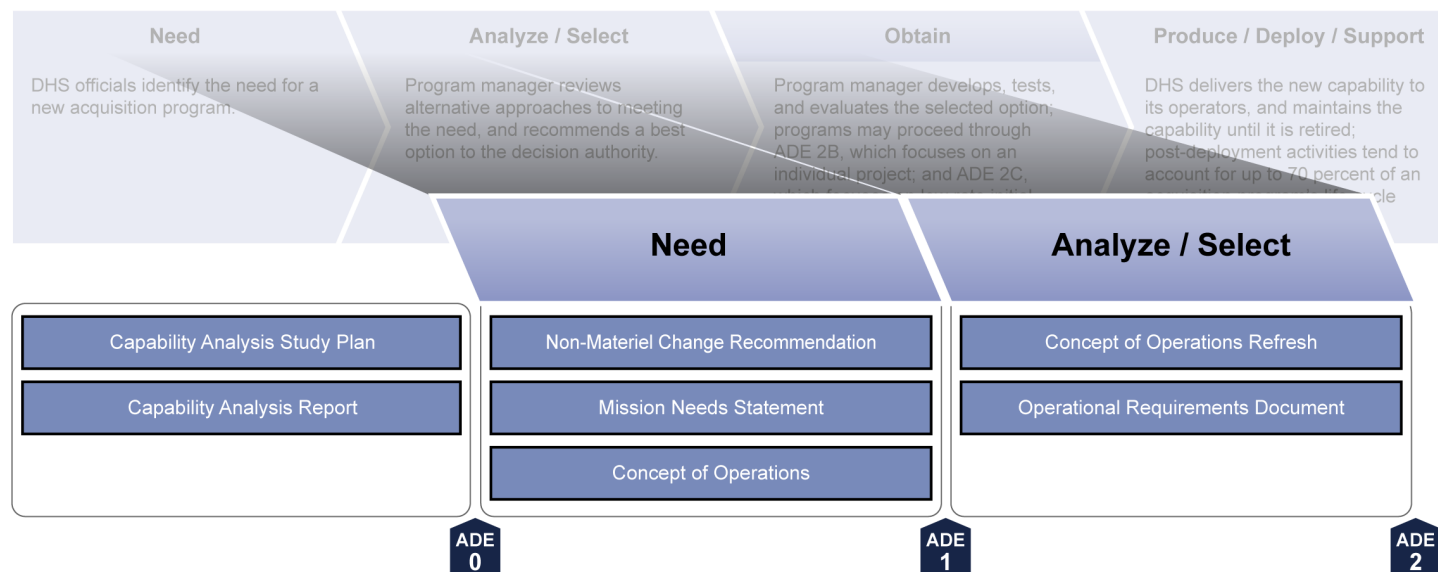 Need
DHS officials identify the need for a
new acquisition program.
Analyze / Select
Program manager reviews
alternative approaches to meeting
the need, and recommends a best
option to the decision authority.
Obtain
Program manager develops, tests,
and evaluates the selected option;
programs may proceed through
ADE 2B, which focuses on an
individual project; and ADE 2C,
Produce / Deploy / Support
DHS delivers the new capability to
its operators, and maintains the
capability until it is retired;
post-deployment activities tend to
account for up to 70 percent of an
Need
Analyze / Select
Capability Analysis Study Plan
Capability Analysis Report
Non-Materiel Change Recommendation
Mission Needs Statement
Concept of Operations
Concept of Operations Refresh
Operational Requirements Document
ADE
0
ADE
1
ADE
2